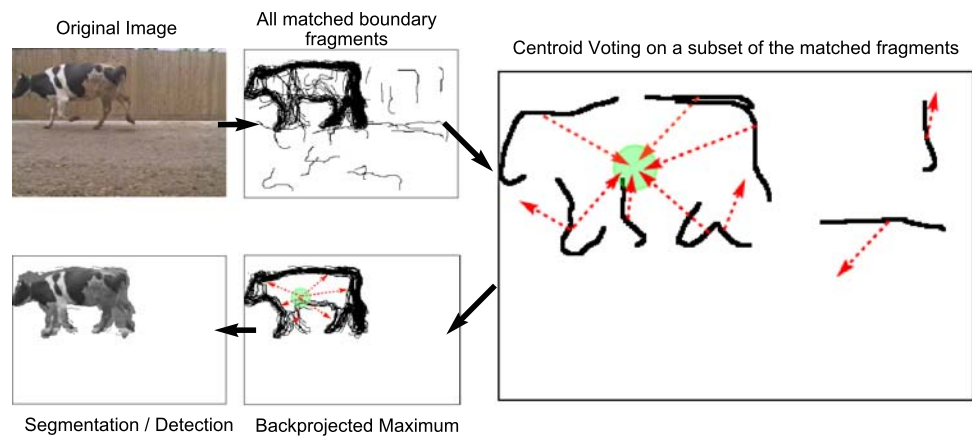 Original Image
All matched boundary
fragments
Centroid Voting on a subset of the matched fragments
Segmentation / Detection
Backprojected Maximum